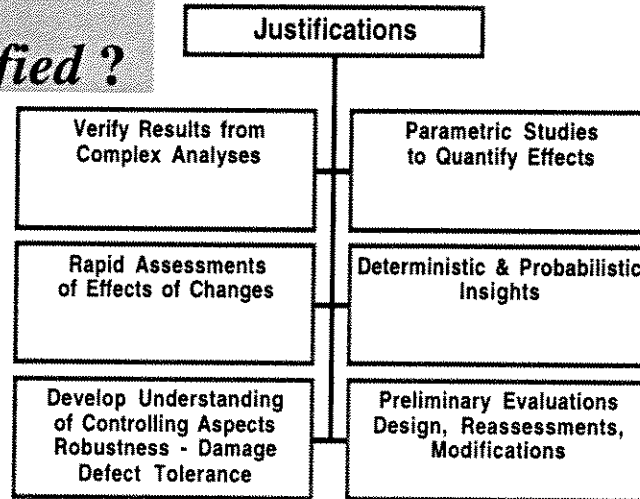 fied ?
Justifications
Verify Results from
Complex Analyses
Parametric Studies
to Quantify Effects
Rapid Assessments
of Effects of Changes
Deterministic & Probabilistic
Insights
Develop Understanding
of Controlling Aspects
Robustness - Damage
Defect Tolerance
Preliminary Evaluations
Design, Reassessments,
Modifications